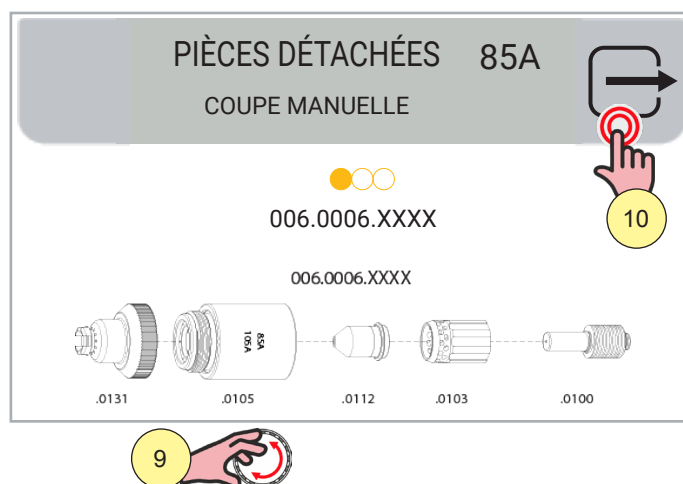 PIÈCES DÉTACHÉES 85A
COUPE MANUELLE
10
006.0006.XXXX
006.0006.XXXX
85A
105A
.0131 .0105 .0112 .0103 .0100
9